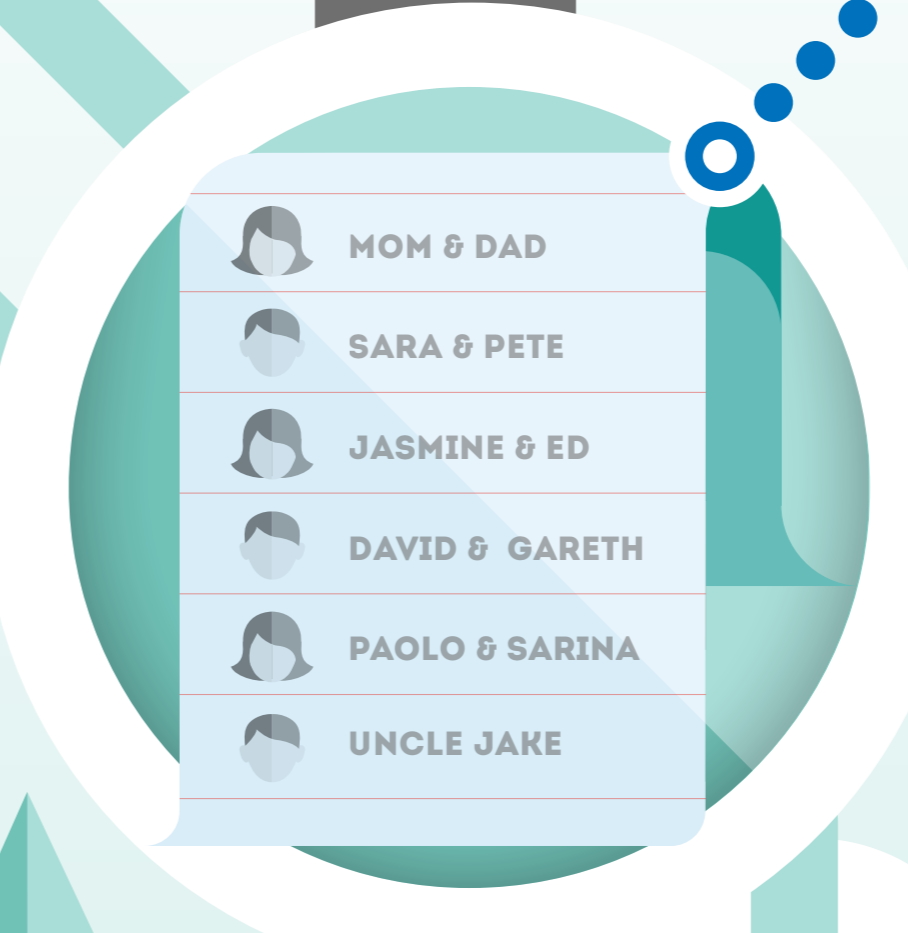 MOM & DAD
SARA & PETE
JASMINE & ED
DAVID & GARETH
PAOLO & SARINA
UNCLE JAKE